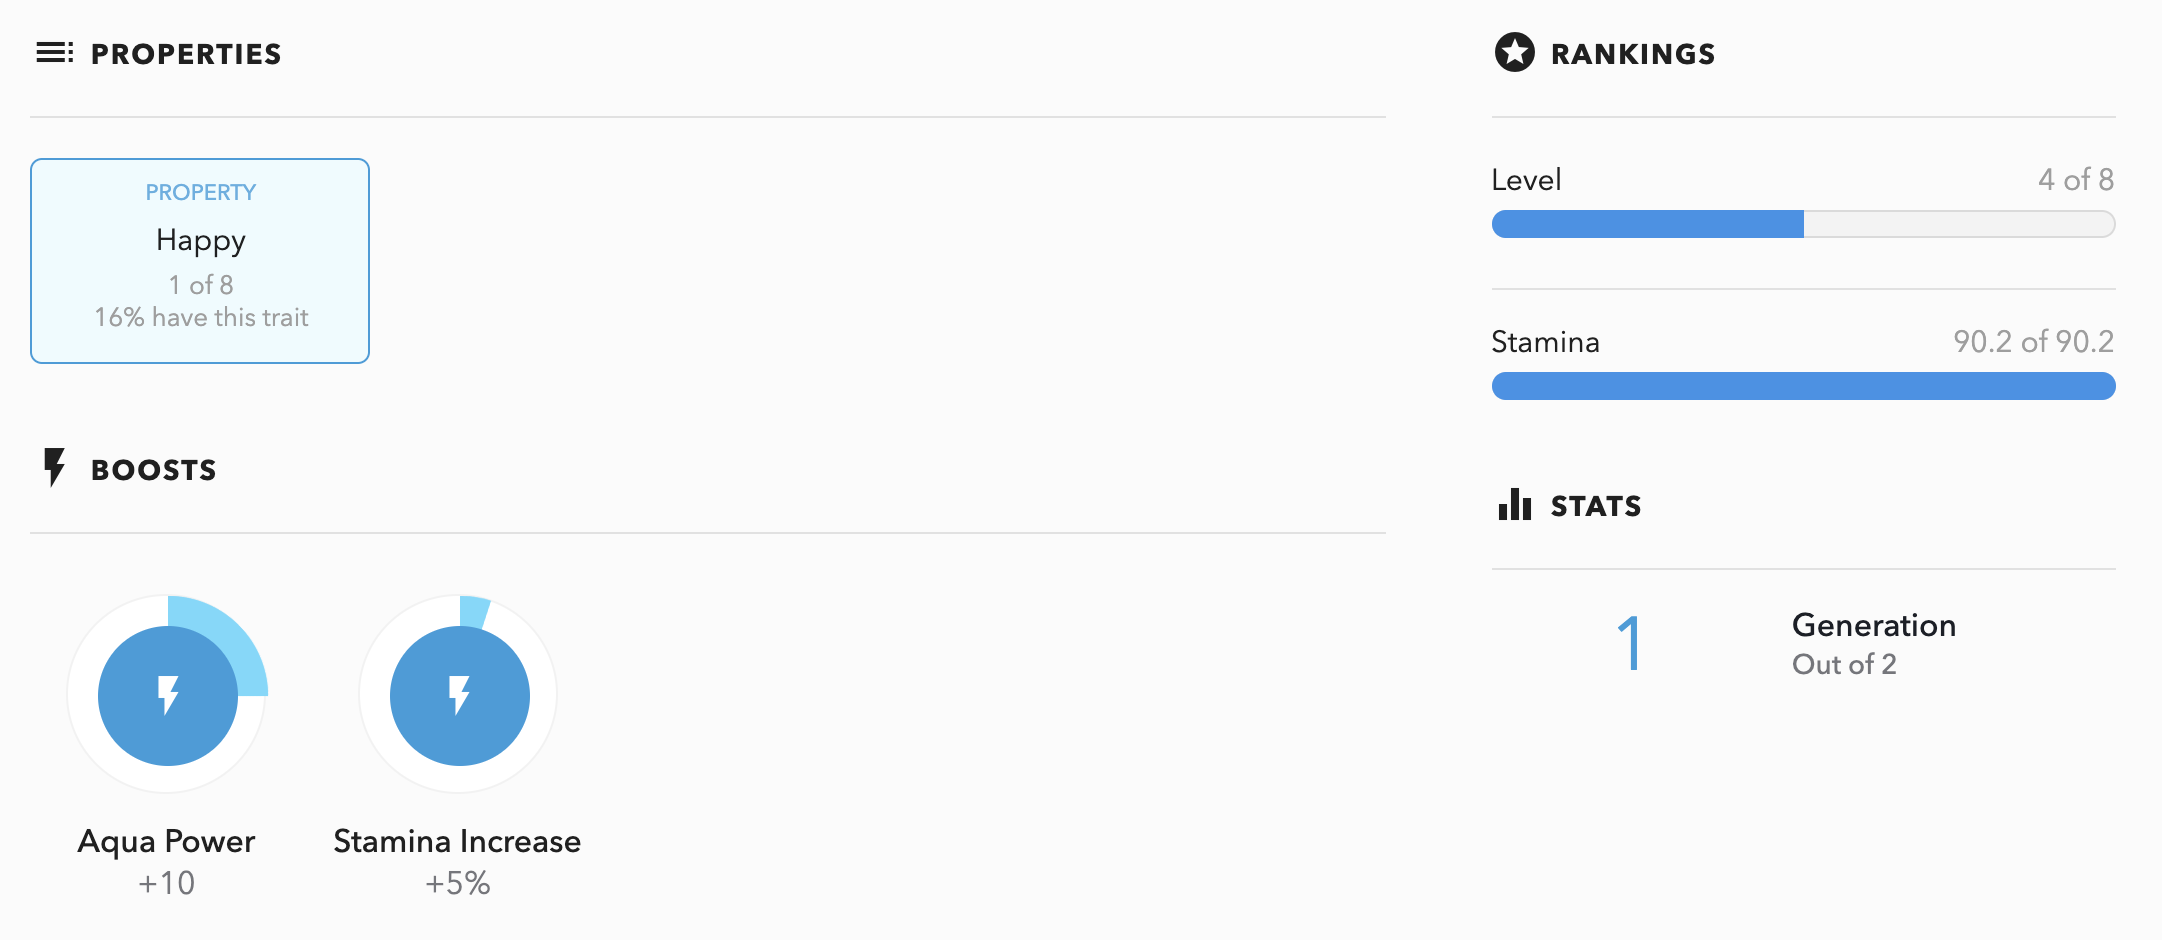 PROPERTIES
PROPERTY
Happy
1 of 8
16% have this trait
BOOSTS
Aqua Power
+10
Stamina Increase
+5%
RANKINGS
Level
4 of 8
Stamina
90.2 of 90.2
STATS
1
Generation
Out of 2